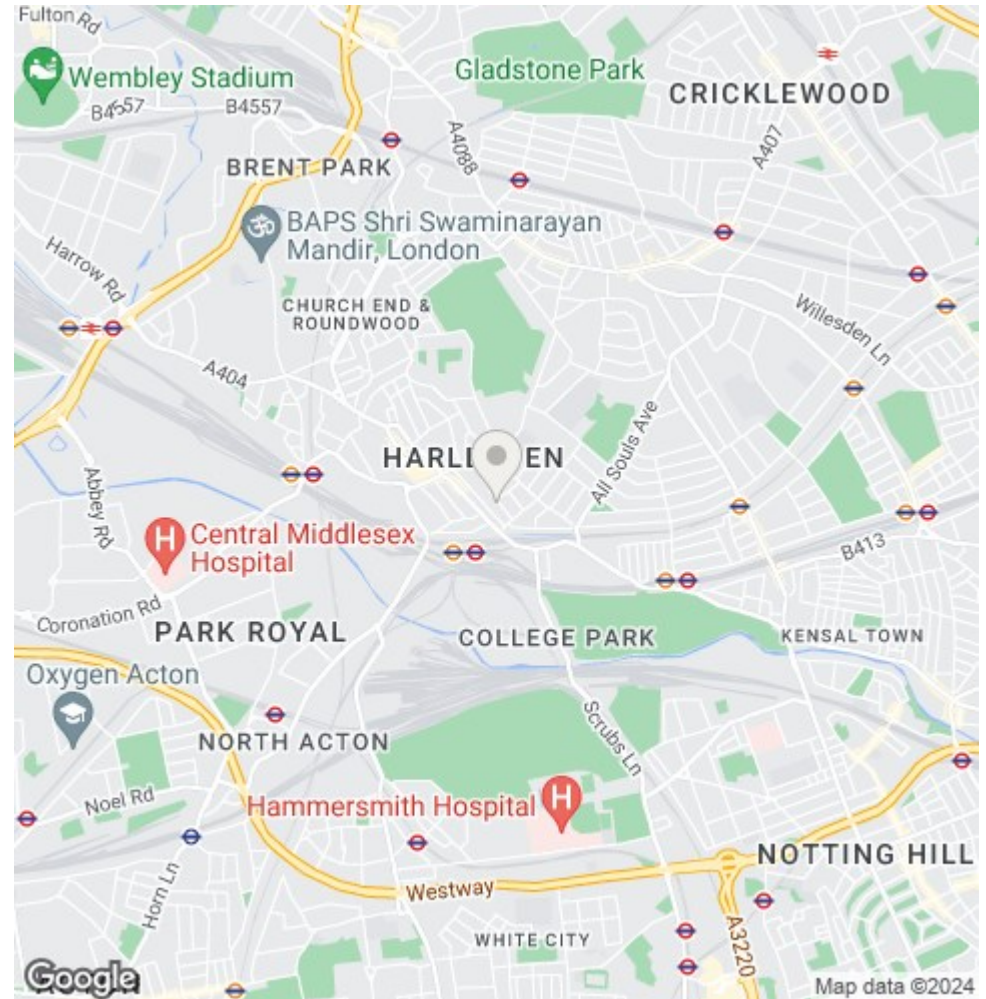 Fulton Rd
Wembley Stadium
B4557
B4557
Gladstone Park
CRICKLEWOOD
A4088
A407
BRENT PARK
BAPS Shri Swaminarayan
Mandir, London
Harrow Rd
CHURCH END &
ROUNDWOOD
Willesden Ln
A404
HARL EN
All Souls Ave
Abbey Rd
Central Middlesex
Hospital
B413
Coronation Rd
PARK ROYAL
COLLEGE PARK
KENSAL TOWN
Oxygen Acton
Scrubs Ln
NORTH ACTON
Noel Rd
Hammersmith Hospital
Horn Ln
NOTTING HILL
Westway
A3220
WHITE CITY
Google
Map data ©2024